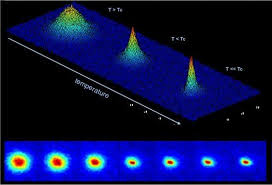 T > Tc
T < Tc
T << Tc
temperature